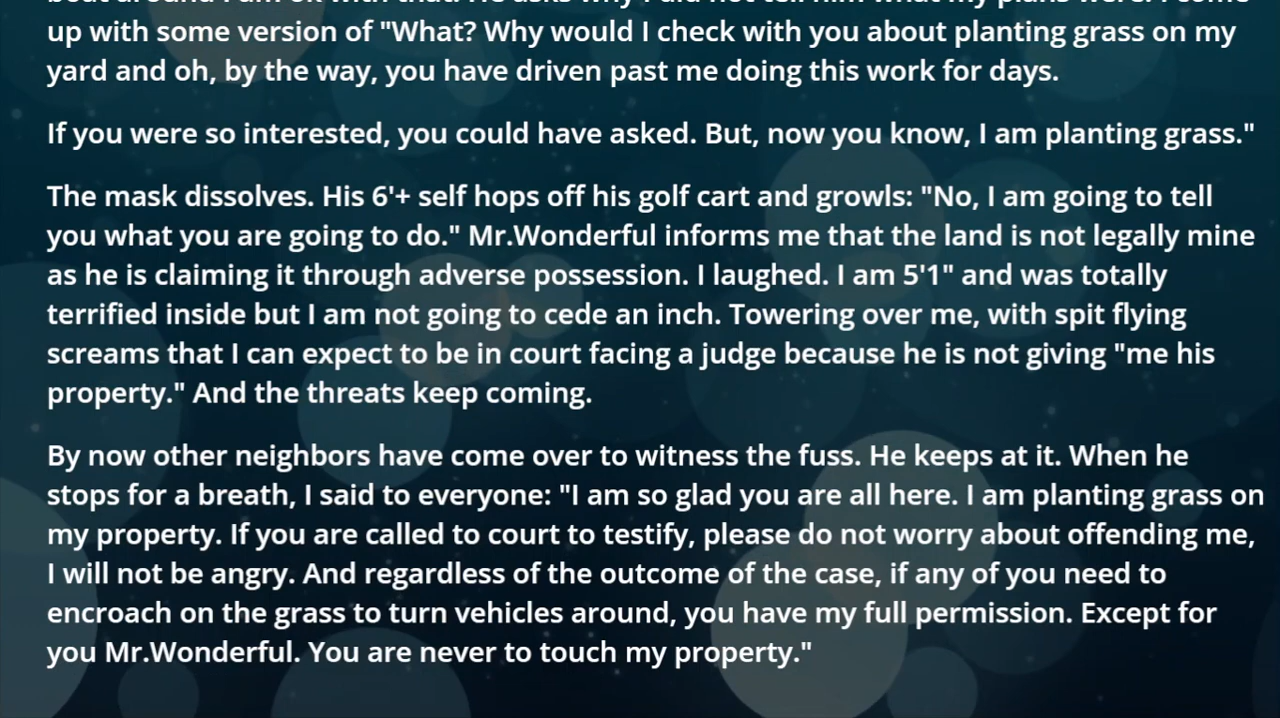 up with some version of "What? Why would I check with you about planting grass on my
yard and oh, by the way, you have driven past me doing this work for days.
If you were so interested, you could have asked. But, now you know, I am planting grass."
The mask dissolves. His 6'+ self hops off his golf cart and growls: "No, I am going to tell
you what you are going to do." Mr.Wonderful informs me that the land is not legally mine
as he is claiming it through adverse possession. I laughed. I am 5'1" and was totally
terrified inside but I am not going to cede an inch. Towering over me, with spit flying
screams that I can expect to be in court facing a judge because he is not giving "me his
property." And the threats keep coming.
By now other neighbors have come over to witness the fuss. He keeps at it. When he
stops for a breath, I said to everyone: "I am so glad you are all here. I am planting grass on
my property. If you are called to court to testify, please do not worry about offending me,
I will not be angry. And regardless of the outcome of the case, if any of you need to
encroach on the grass to turn vehicles around, you have my full permission. Except for
you Mr.Wonderful. You are never to touch my property."